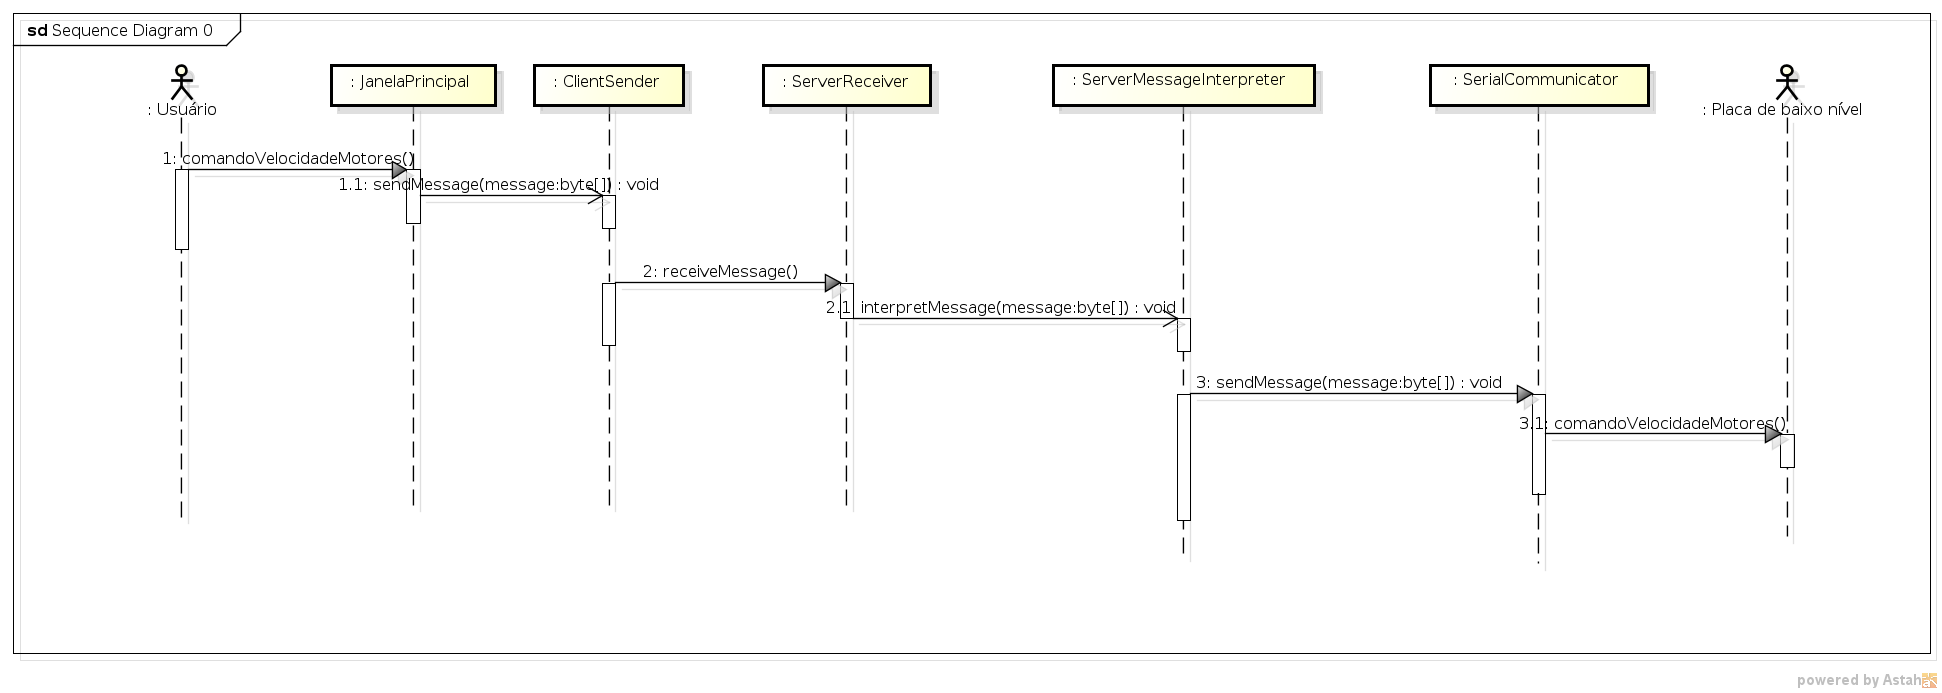 sd Sequence Diagram 0
: Usuário
: JanelaPrincipal
: ClientSender
: ServerReceiver
: ServerMessageInterpreter
: SerialCommunicator
: Placa de baixo nível
1: comandoVelocidadeMotores()
1.1: sendMessage(message:byte[]) : void
2: receiveMessage()
2.1: interpretMessage(message:byte[]) : void
3: sendMessage(message:byte[]) : void
3.1: comandoVelocidadeMotores()
powered by Astah